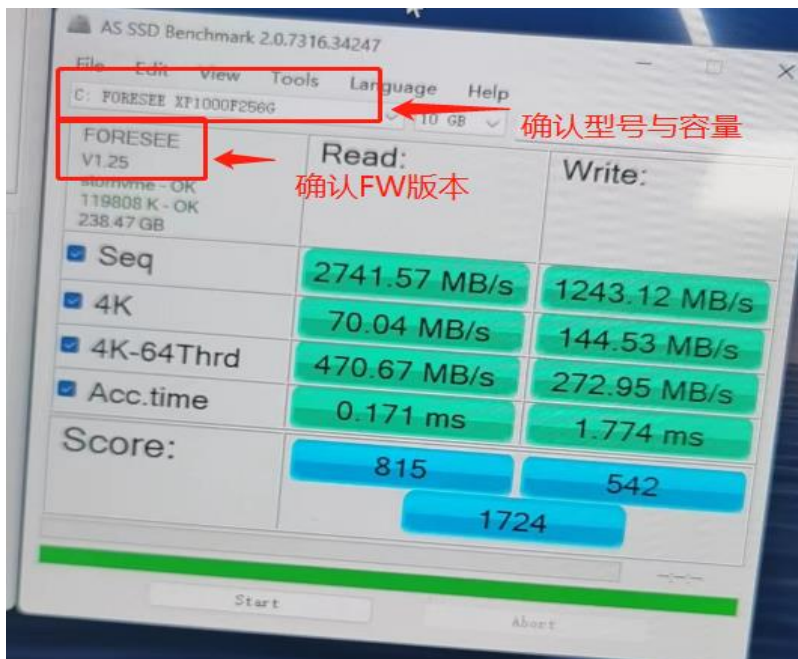 AS SSD Benchmark 2.0.7316.34247
File Edit View Tools Language Help
C: FORESEE XP1000F256G
10 GB
确认型号与容量
FORESEE
V1.25
确认FW版本
stornvme - OK
119808 K - OK
238.47 GB
Read:
Write:
Seq
2741.57 MB/s
1243.12 MB/s
4K
70.04 MB/s
144.53 MB/s
4K-64Thrd
470.67 MB/s
272.95 MB/s
Acc.time
0.171 ms
1.774 ms
Score:
815
542
1724
--:--:--
Start
Abort